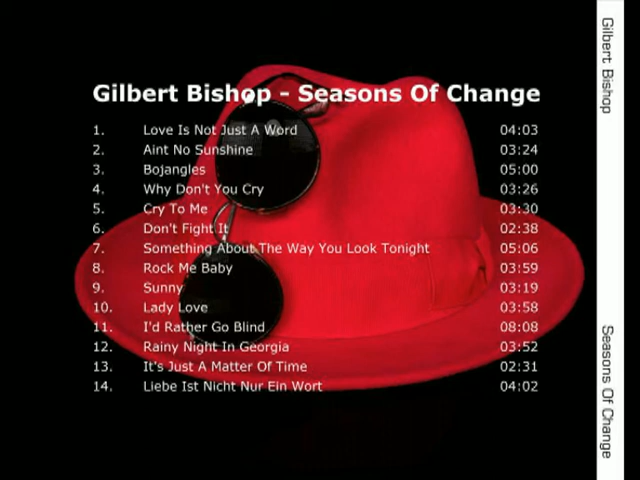 Gilbert Bishop - Seasons Of Change
1. Love Is Not Just A Word 04:03
2. Aint No Sunshine 03:24
3. Bojangles 05:00
4. Why Don't You Cry 03:26
5. Cry To Me 03:30
6. Don't Fight It 02:38
7. Something About The Way You Look Tonight 05:06
8. Rock Me Baby 03:59
9. Sunny 03:19
10. Lady Love 03:58
11. I'd Rather Go Blind 08:08
12. Rainy Night In Georgia 03:52
13. It's Just A Matter Of Time 02:31
14. Liebe Ist Nicht Nur Ein Wort 04:02
Gilbert Bishop
Seasons Of Change